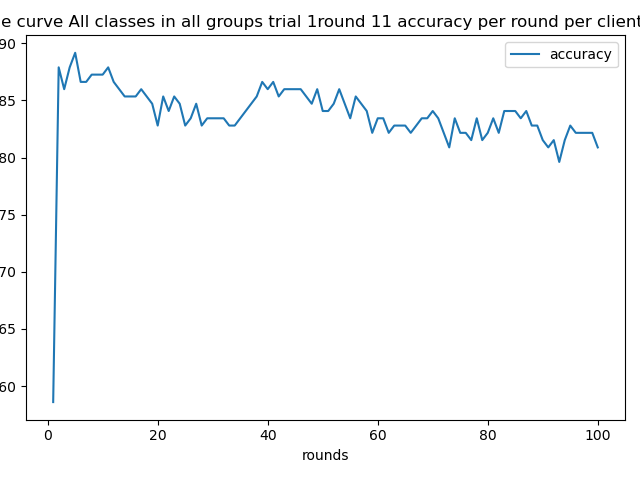 e curve All classes in all groups trial 1round 11 accuracy per round per client
accuracy
90
85
80
75
70
65
60
0 20 40 60 80 100
rounds